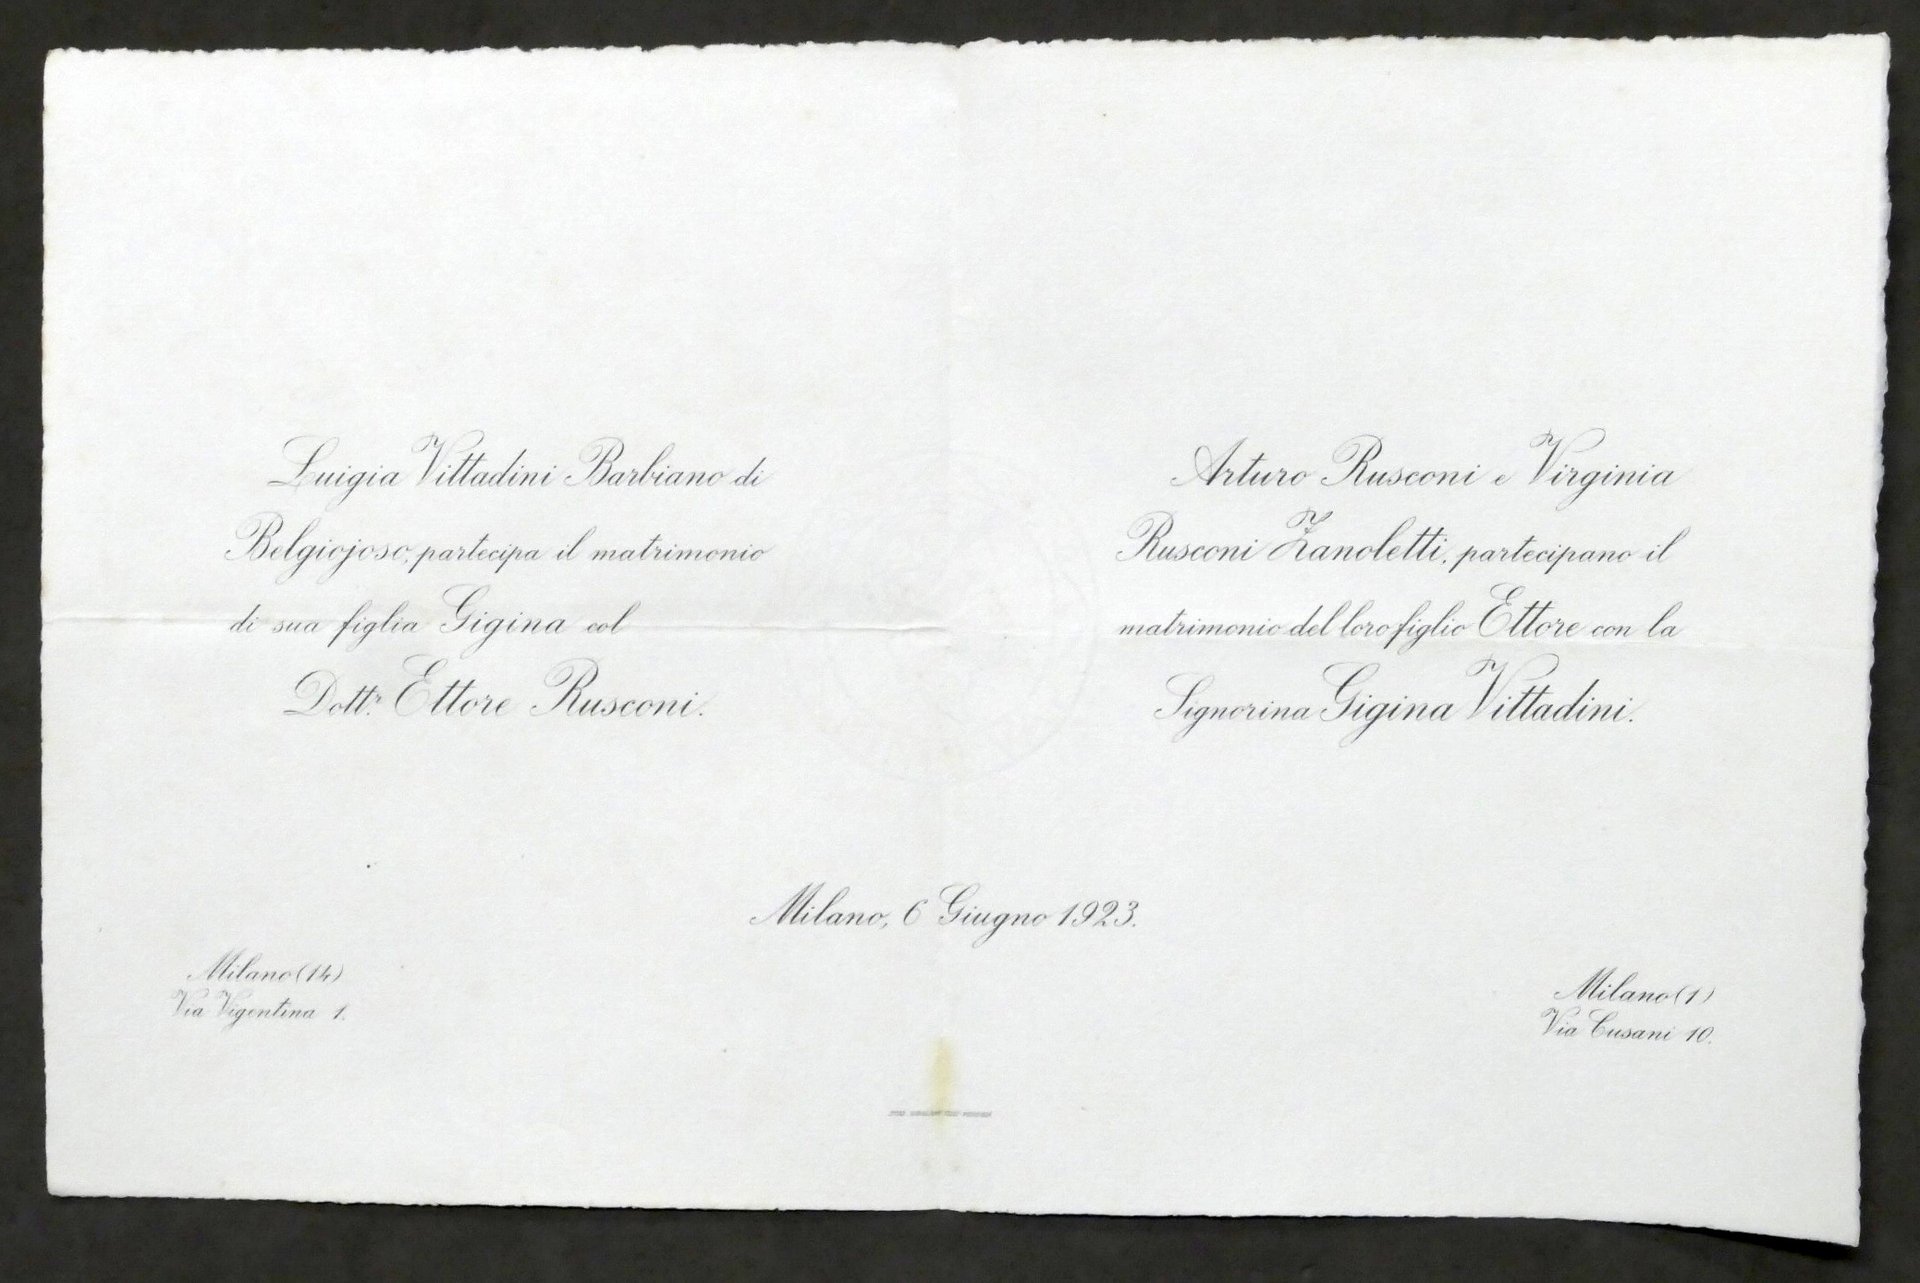 Luigia Vittadini Barbiano di
Belgiojoso, partecipa il matrimonio
di sua figlia Gigina col
Dottr. Ettore Rusconi.
Arturo Rusconi e Virginia
Rusconi Zanoletti, partecipano il
matrimonio del loro figlio Ettore con la
Signorina Gigina Vittadini.
Milano, 6 Giugno 1923.
Milano (14)
Via Vigentina 1.
Milano (1)
Via Cusani 10.